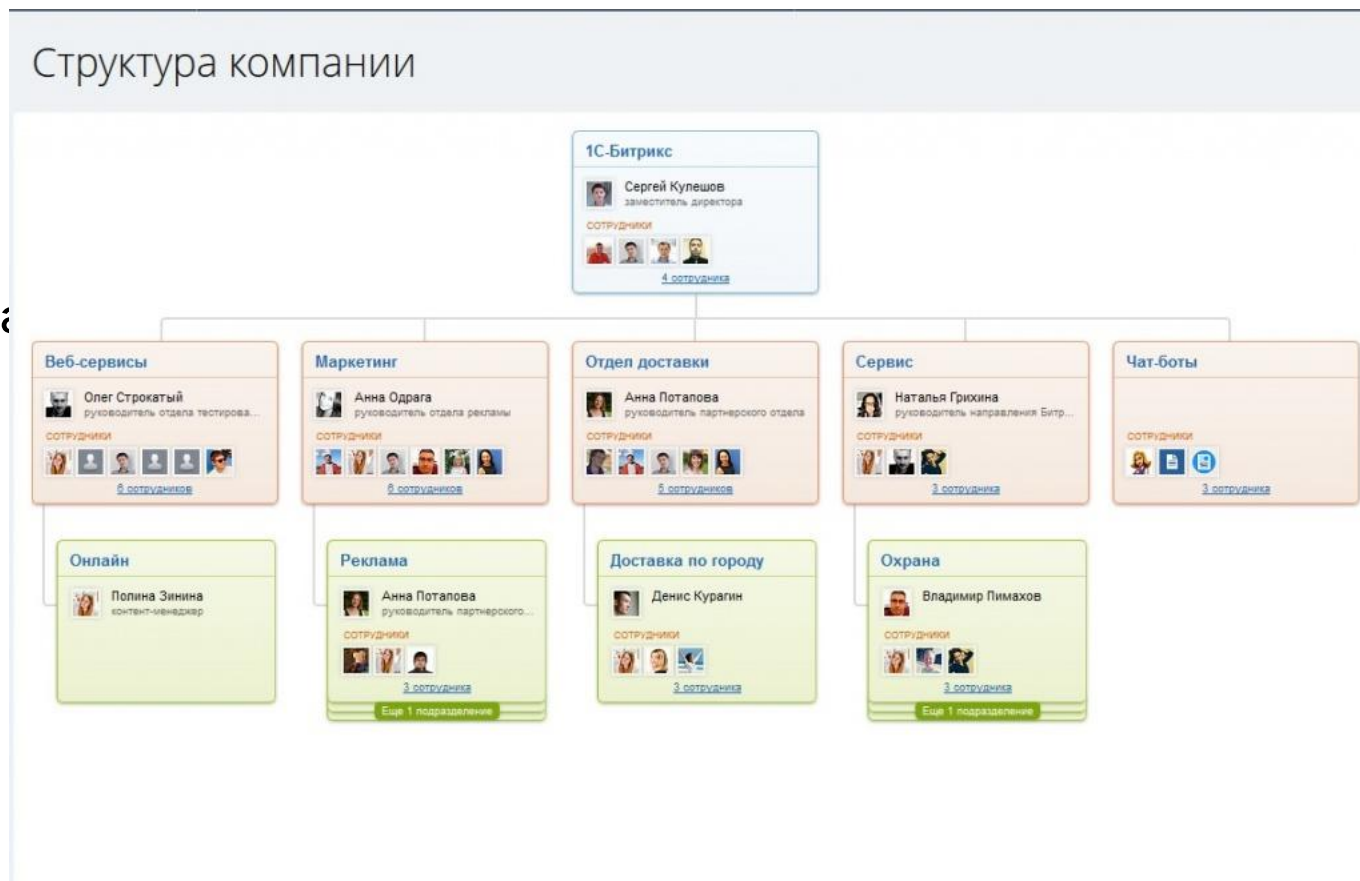 Структура компании
1С-Битрикс
Сергей Кулешов
заместитель директора
СОТРУДНИКИ
4 сотрудника
Веб-сервисы
Олег Строкатый
руководитель отдела тестирова...
СОТРУДНИКИ
6 сотрудников
Маркетинг
Анна Одрага
руководитель отдела рекламы
СОТРУДНИКИ
6 сотрудников
Отдел доставки
Анна Потапова
руководитель партнерского отдела
СОТРУДНИКИ
5 сотрудников
Сервис
Наталья Грихина
руководитель направления Битр...
СОТРУДНИКИ
3 сотрудника
Чат-боты
СОТРУДНИКИ
3 сотрудника
Онлайн
Полина Зинина
контент-менеджер
Реклама
Анна Потапова
руководитель партнерского...
СОТРУДНИКИ
3 сотрудника
Еще 1 подразделение
Доставка по городу
Денис Курагин
СОТРУДНИКИ
3 сотрудника
Охрана
Владимир Пимахов
СОТРУДНИКИ
3 сотрудника
Еще 1 подразделение